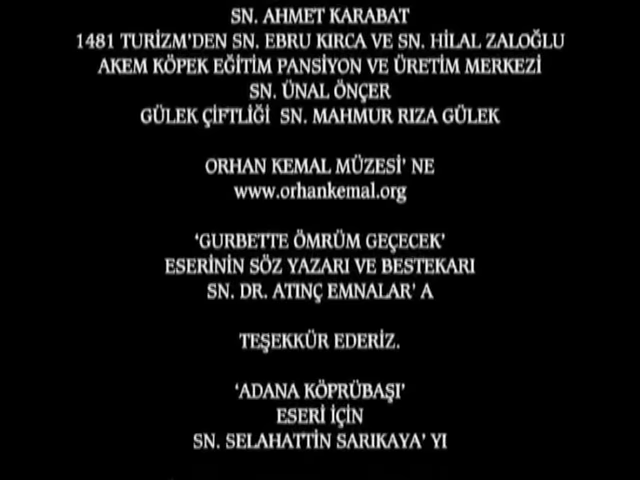 SN. AHMET KARABAT
1481 TURİZM'DEN SN. EBRU KIRCA VE SN. HİLAL ZALOĞLU
AKEM KÖPEK EĞİTİM PANSİYON VE ÜRETİM MERKEZİ
SN. ÜNAL ÖNÇER
GÜLEK ÇİFTLİĞİ SN. MAHMUR RIZA GÜLEK
ORHAN KEMAL MÜZESİ' NE
www.orhankemal.org
'GURBETTE ÖMRÜM GEÇECEK'
ESERİNİN SÖZ YAZARI VE BESTEKARI
SN. DR. ATINÇ EMNALAR' A
TEŞEKKÜR EDERİZ.
'ADANA KÖPRÜBAŞI'
ESERİ İÇİN
SN. SELAHATTİN SARIKAYA' YI